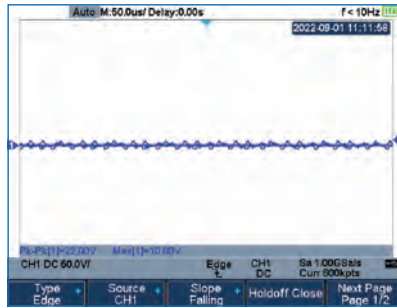 Auto M:50.0us/ Delay:0.00s f < 10Hz
2022-09-01 11:11:58
Pk-Pk[1]=22.00V Max[1]=10.00V
CH1 DC 50.0V/ Edge CH1 Sa 1.00GSa/s
DC Curr 600kpts
Type Source Slope Holdoff Close Next Page
Edge CH1 Falling Page 1/2